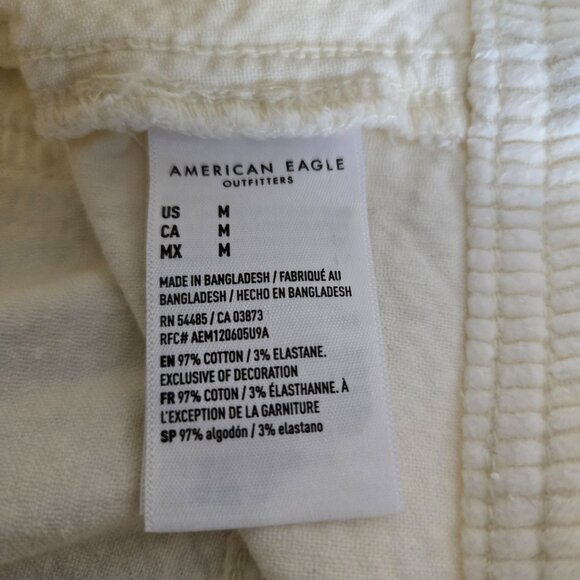 AMERICAN EAGLE
OUTFITTERS
US M
CA M
MX M
MADE IN BANGLADESH / FABRIQUÉ AU
BANGLADESH / HECHO EN BANGLADESH
RN 54485 / CA 03873
RFC# AEM120605U9A
EN 97% COTTON / 3% ELASTANE.
EXCLUSIVE OF DECORATION
FR 97% COTON / 3% ÉLASTHANNE. À
L'EXCEPTION DE LA GARNITURE
SP 97% algodón / 3% elastano